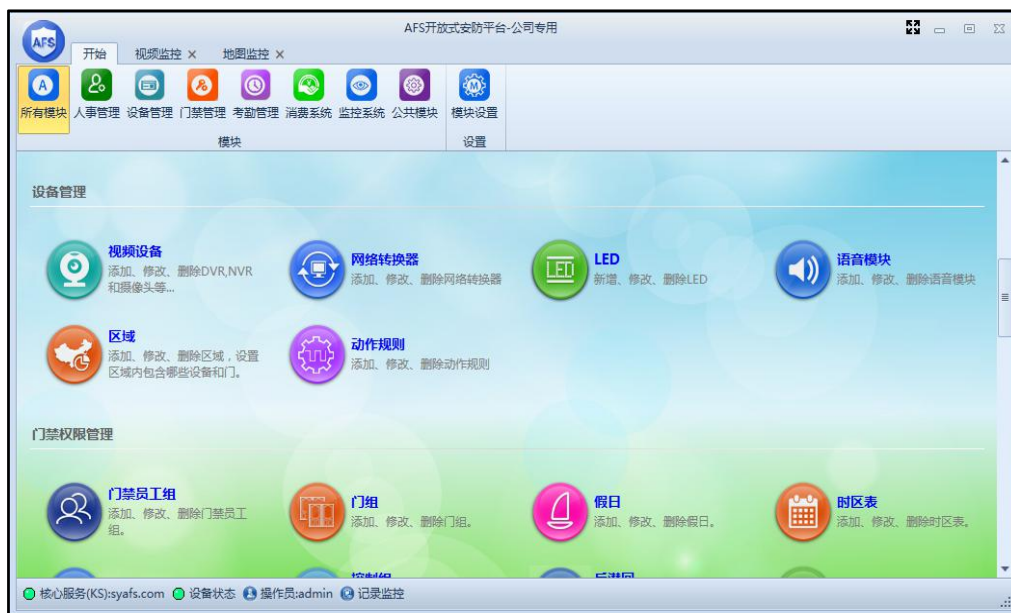 AFS开放式安防平台-公司专用
AFS
开始 视频监控 地图监控
所有模块 人事管理 设备管理 门禁管理 考勤管理 消费系统 监控系统 公共模块 模块设置
模块 设置
设备管理
视频设备
添加、修改、删除DVR,NVR
和摄像头等...
网络转换器
添加、修改、删除网络转换器
LED
LED
新增、修改、删除LED
语音模块
添加、修改、删除语音模块
区域
添加、修改、删除区域，设置
区域内包含哪些设备和门。
动作规则
添加、修改、删除动作规则
门禁权限管理
门禁员工组
添加、修改、删除门禁员工
组。
门组
添加、修改、删除门组。
假日
添加、修改、删除假日。
时区表
添加、修改、删除时区表。
控制组 反潜回
核心服务(KS):syafs.com 设备状态 操作员:admin 记录监控